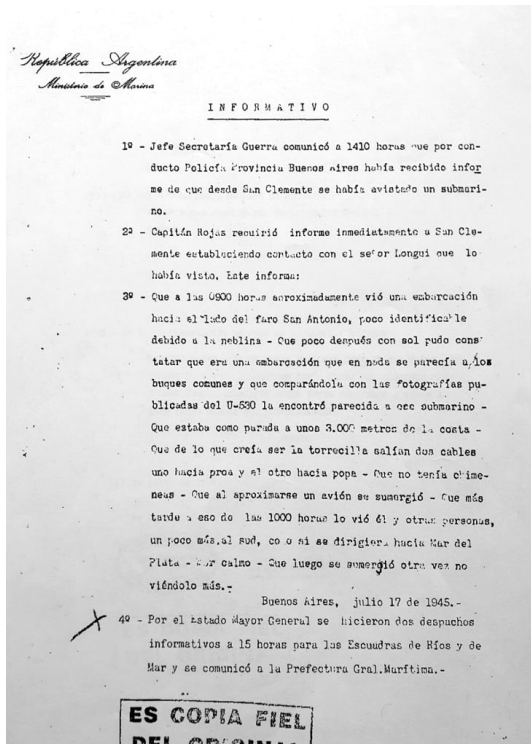 República Argentina
Ministerio de Marina
INFORMATIVO
1º - Jefe Secretaría Guerra comunicó a 1410 horas que por con-
ducto Policía Provincia Buenos Aires había recibido infor
me de que desde San Clemente se había avistado un submari-
no.
2º - Capitán Rojas recuirió informe inmediatamente a San Cle-
mente estableciendo contacto con el señor Longui que lo
había visto. Este informa:
3º - Que a las 0900 horas aproximadamente vió una embarcación
hacia el lado del faro San Antonio, poco identificable
debido a la neblina - Que poco después con sol pudo cons
tatar que era una embarcación que en nada se parecía a los
buques comunes y que comparándola con las fotografías pu-
blicadas del U-530 la encontró parecida a ese submarino -
Que estaba como parada a unos 3.000 metros de la costa -
Que de lo que creía ser la torrecilla salían dos cables
uno hacia proa y el otro hacia popa - Que no tenía chime-
neas - Que al aproximarse un avión se sumergió - Que más
tarde a eso de las 1000 horas lo vió él y otras personas,
un poco más al sud, como si se dirigiera hacia Mar del
Plata - Mar calmo - Que luego se sumergió otra vez no
viéndolo más.-
Buenos Aires, julio 17 de 1945.-
4º - Por el Estado Mayor General se hicieron dos despachos
informativos a 15 horas para las Escuadras de Ríos y de
Mar y se comunicó a la Prefectura Gral.Marítima.-
ES COPIA FIEL
DEL ORIGINAL